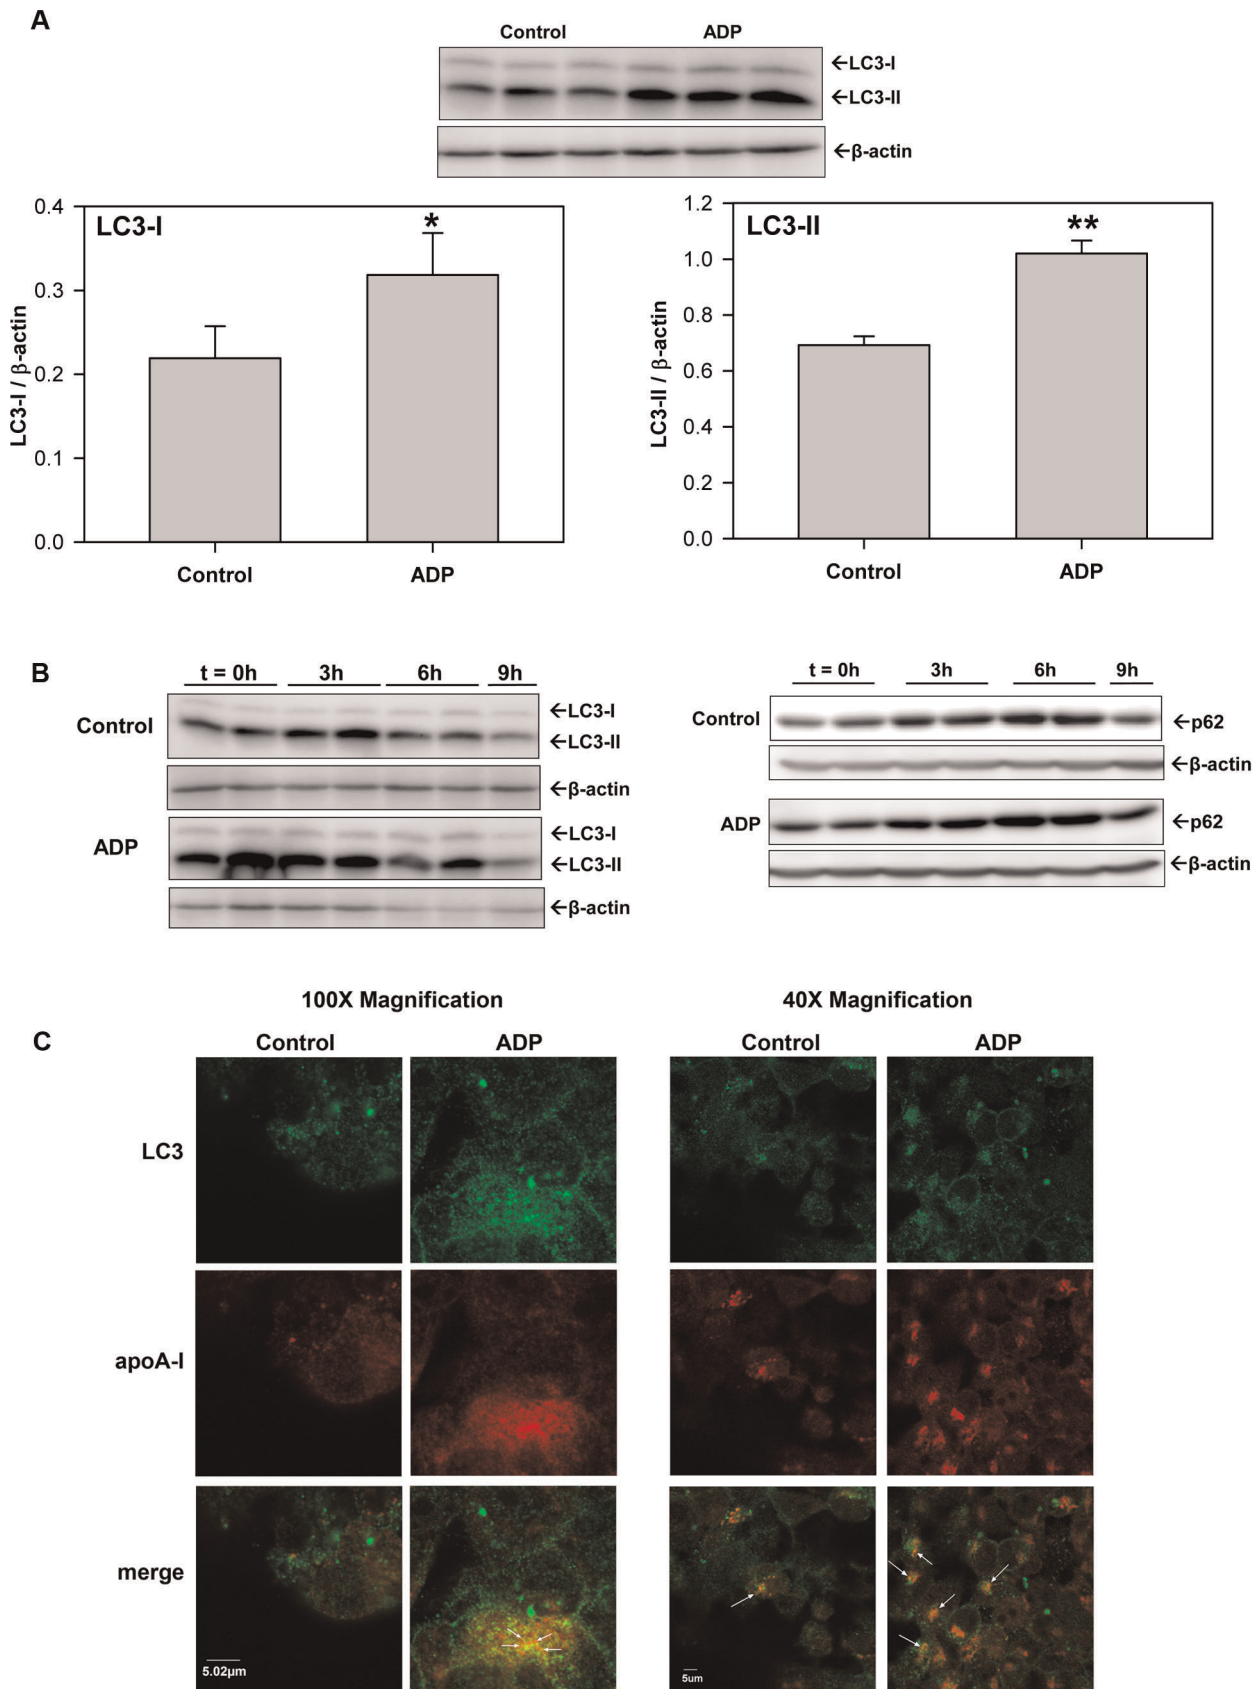 A
Control ADP
←LC3-I
←LC3-II
←β-actin
LC3-I
*
0.4
0.3
0.2
0.1
0.0
LC3-I / β-actin
Control ADP
LC3-II
**
1.2
1.0
0.8
0.6
0.4
0.2
0.0
LC3-II / β-actin
Control ADP
B
t = 0h 3h 6h 9h
Control
←LC3-I
←LC3-II
←β-actin
ADP
←LC3-I
←LC3-II
←β-actin
t = 0h 3h 6h 9h
Control
←p62
←β-actin
ADP
←p62
←β-actin
100X Magnification 40X Magnification
C
Control ADP Control ADP
LC3
apoA-I
merge
5.02µm
5um